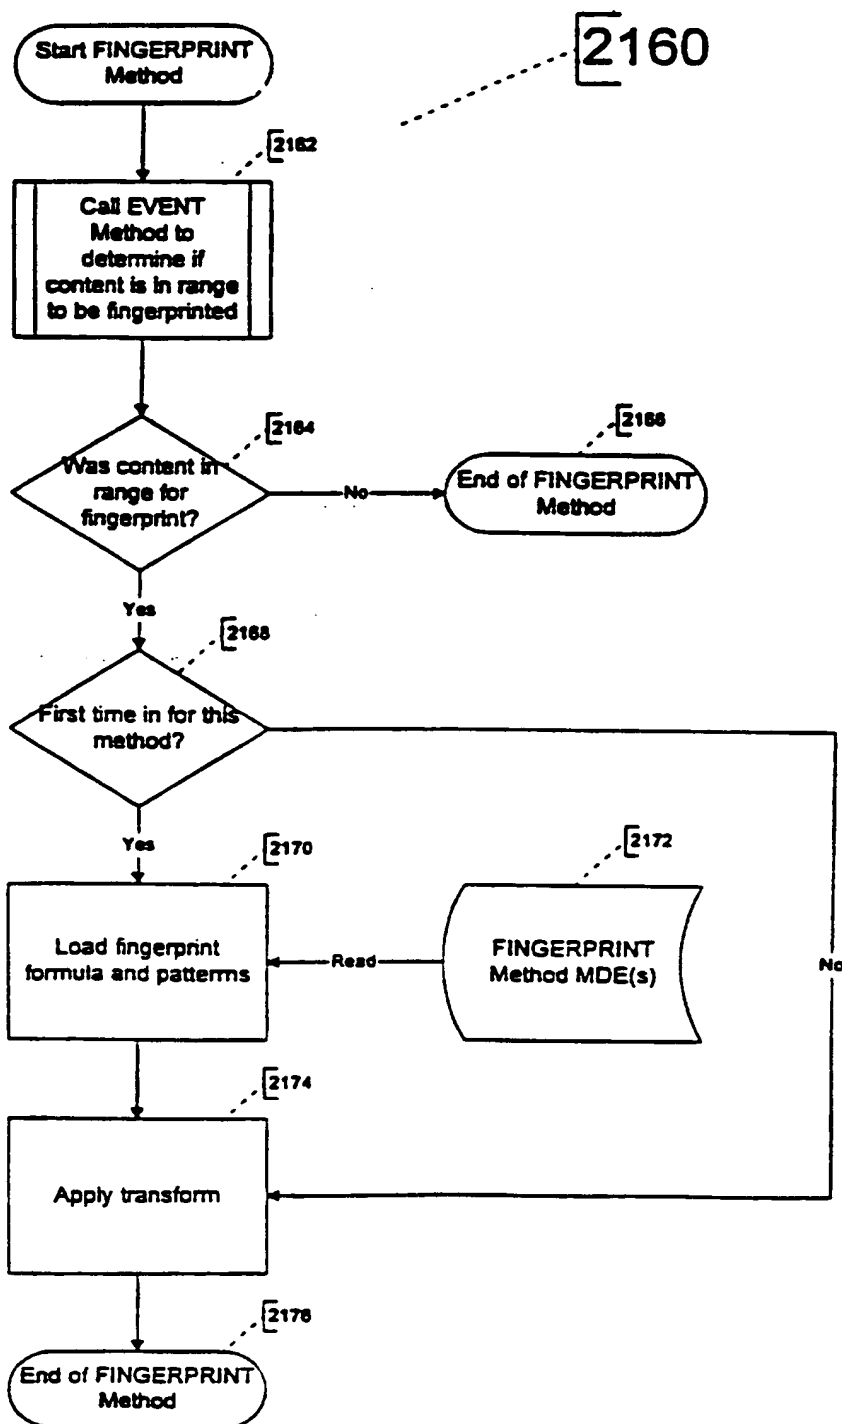 Start FINGERPRINT
Method
2160
2162
Call EVENT
Method to
determine if
content is in range
to be fingerprinted
2164
Was content in
range for
fingerprint?
No
2166
End of FINGERPRINT
Method
Yes
2168
First time in for this
method?
Yes
2170
Load fingerprint
formula and patterns
Read
2172
FINGERPRINT
Method MDE(s)
No
2174
Apply transform
2176
End of FINGERPRINT
Method